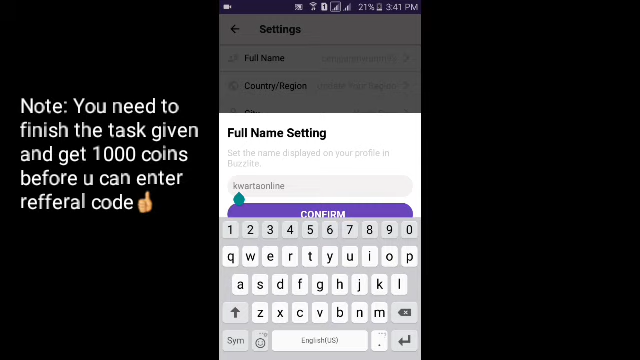 21% 3:41 PM
Settings
Full Name
Country/Region
Full Name Setting
Set the name displayed on your profile in
Buzzlite.
kwartaonline
CONFIRM
Note: You need to
finish the task given
and get 1000 coins
before u can enter
refferal code👍
1 2 3 4 5 6 7 8 9 0
q w e r t y u i o p
a s d f g h j k l
z x c v b n m
Sym English(US) .